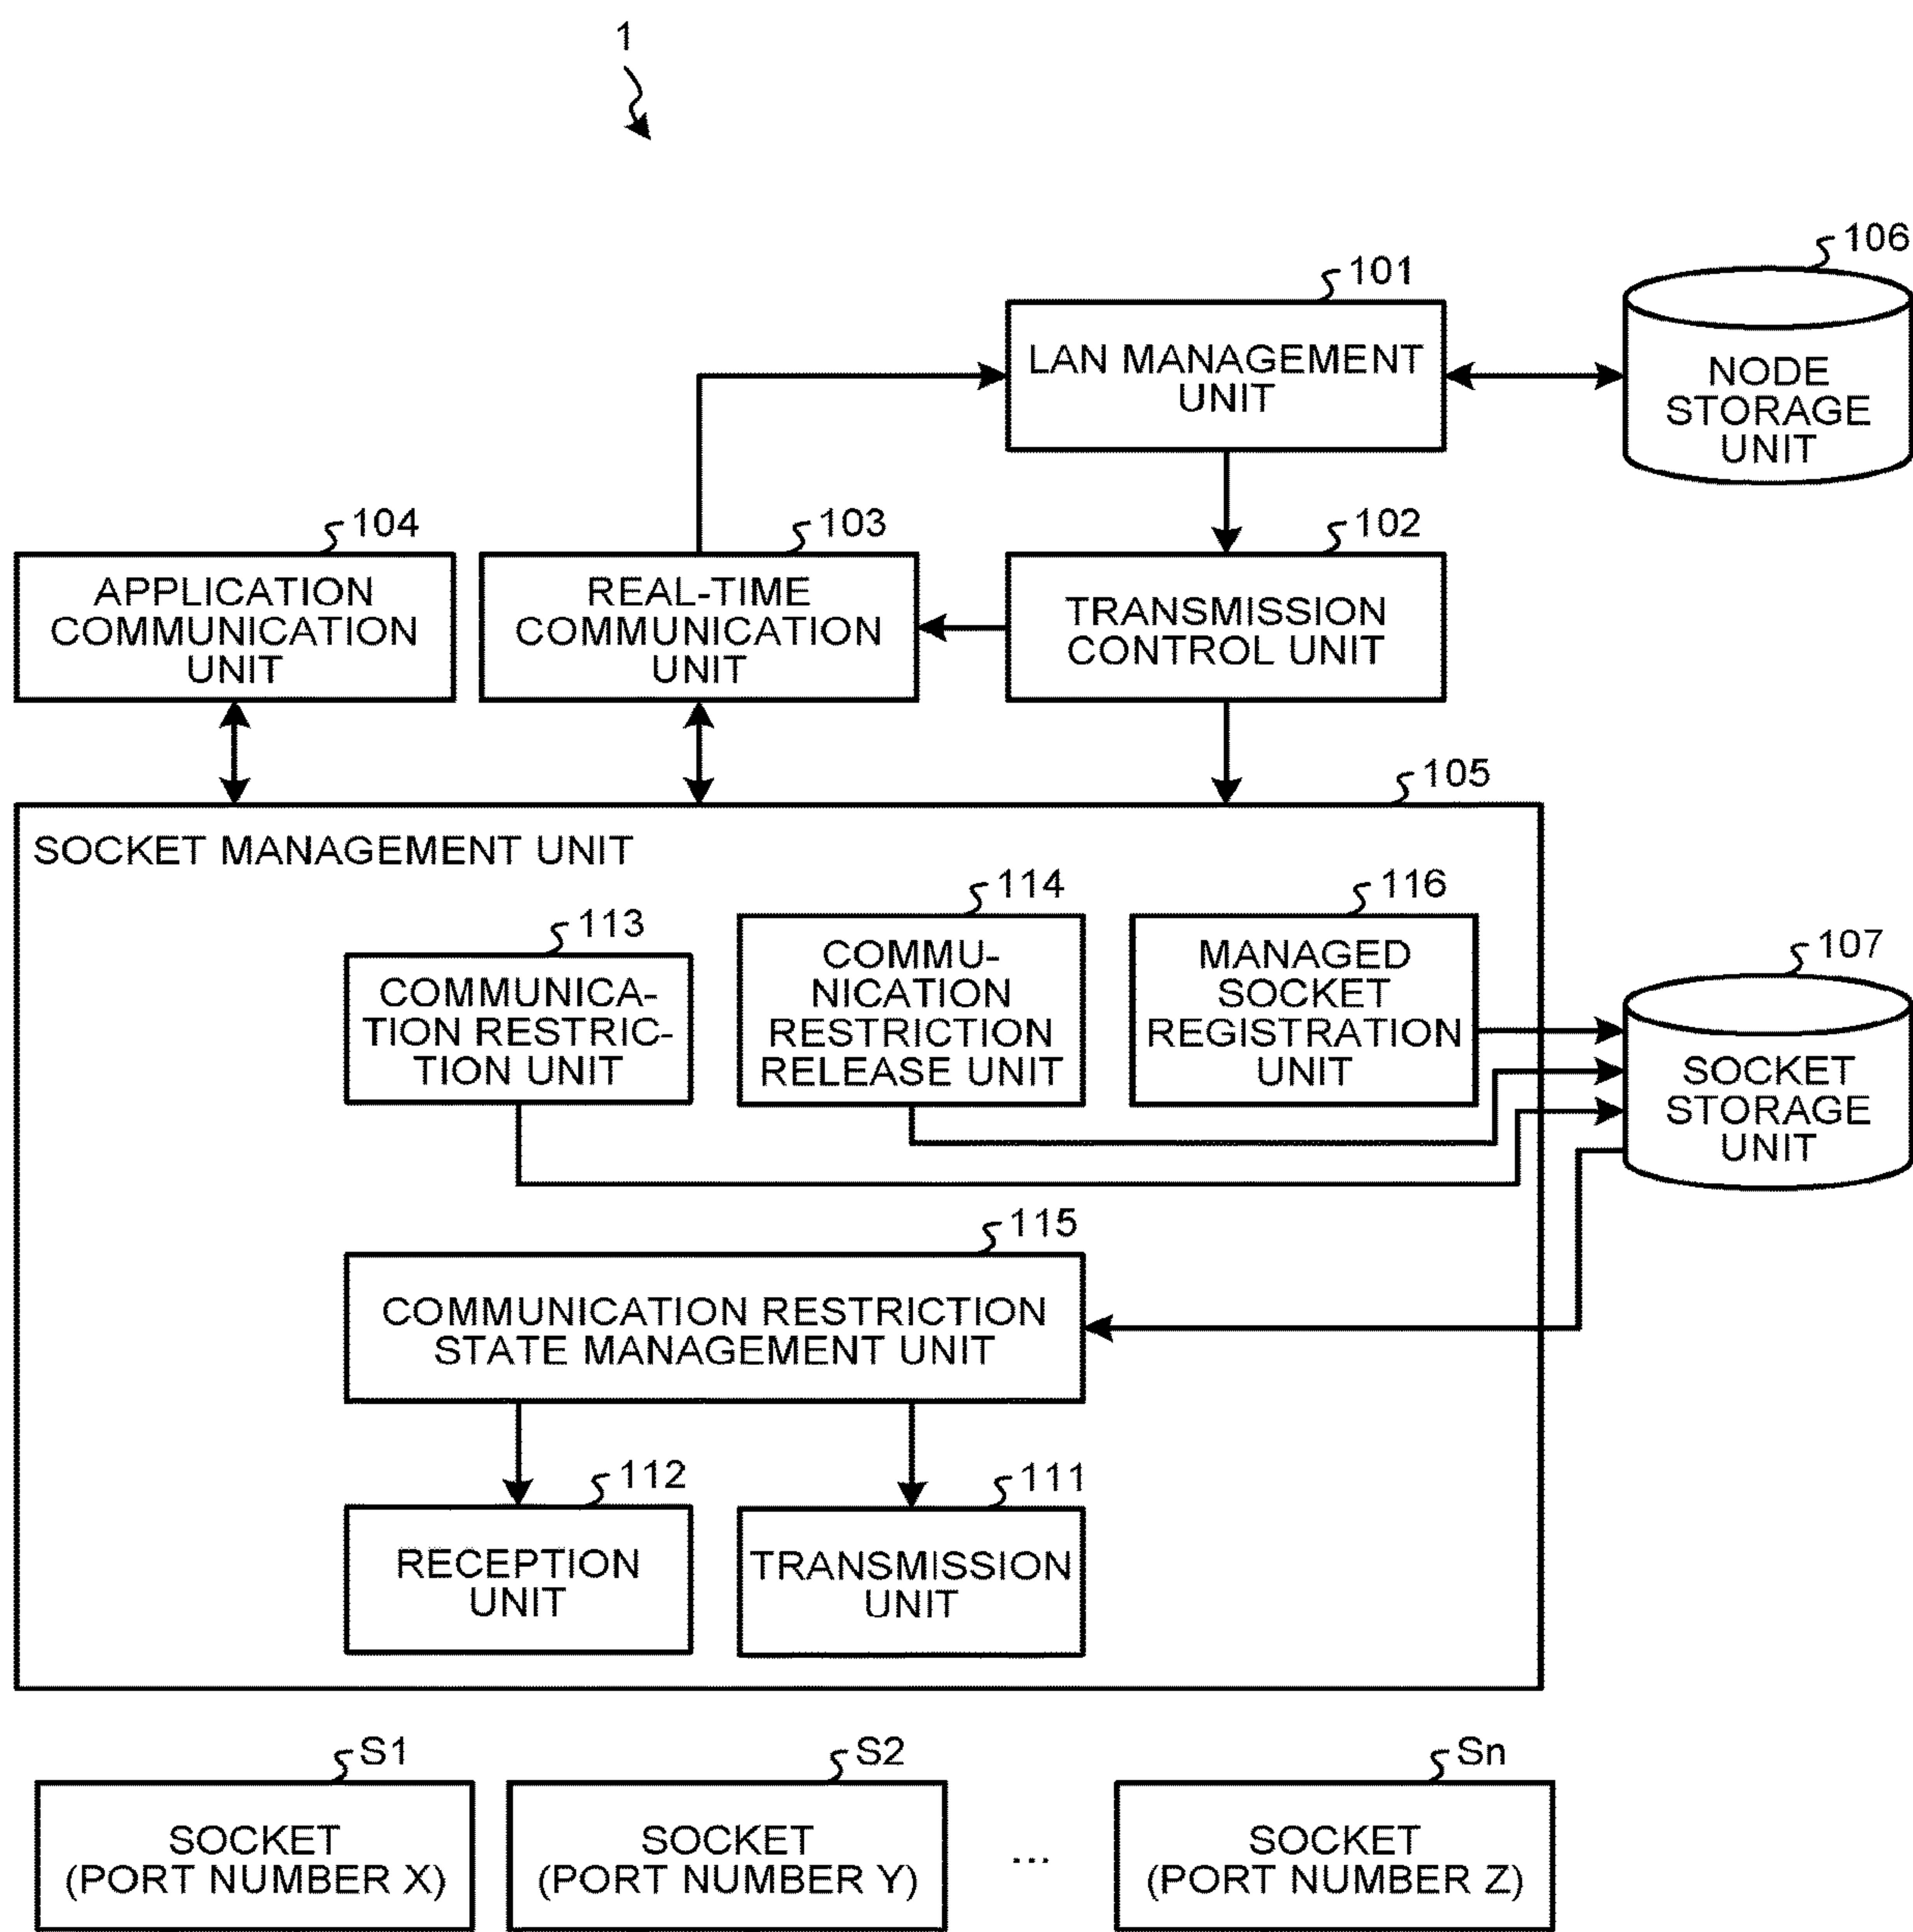 1
106
101
LAN MANAGEMENT
UNIT
NODE
STORAGE
UNIT
104
103
102
APPLICATION
COMMUNICATION
UNIT
REAL-TIME
COMMUNICATION
UNIT
TRANSMISSION
CONTROL UNIT
105
SOCKET MANAGEMENT UNIT
113
114
116
COMMUNICA-
TION RESTRIC-
TION UNIT
COMMU-
NICATION
RESTRICTION
RELEASE UNIT
MANAGED
SOCKET
REGISTRATION
UNIT
107
SOCKET
STORAGE
UNIT
115
COMMUNICATION RESTRICTION
STATE MANAGEMENT UNIT
112
111
RECEPTION
UNIT
TRANSMISSION
UNIT
S1
S2
Sn
SOCKET
(PORT NUMBER X)
SOCKET
(PORT NUMBER Y)
...
SOCKET
(PORT NUMBER Z)